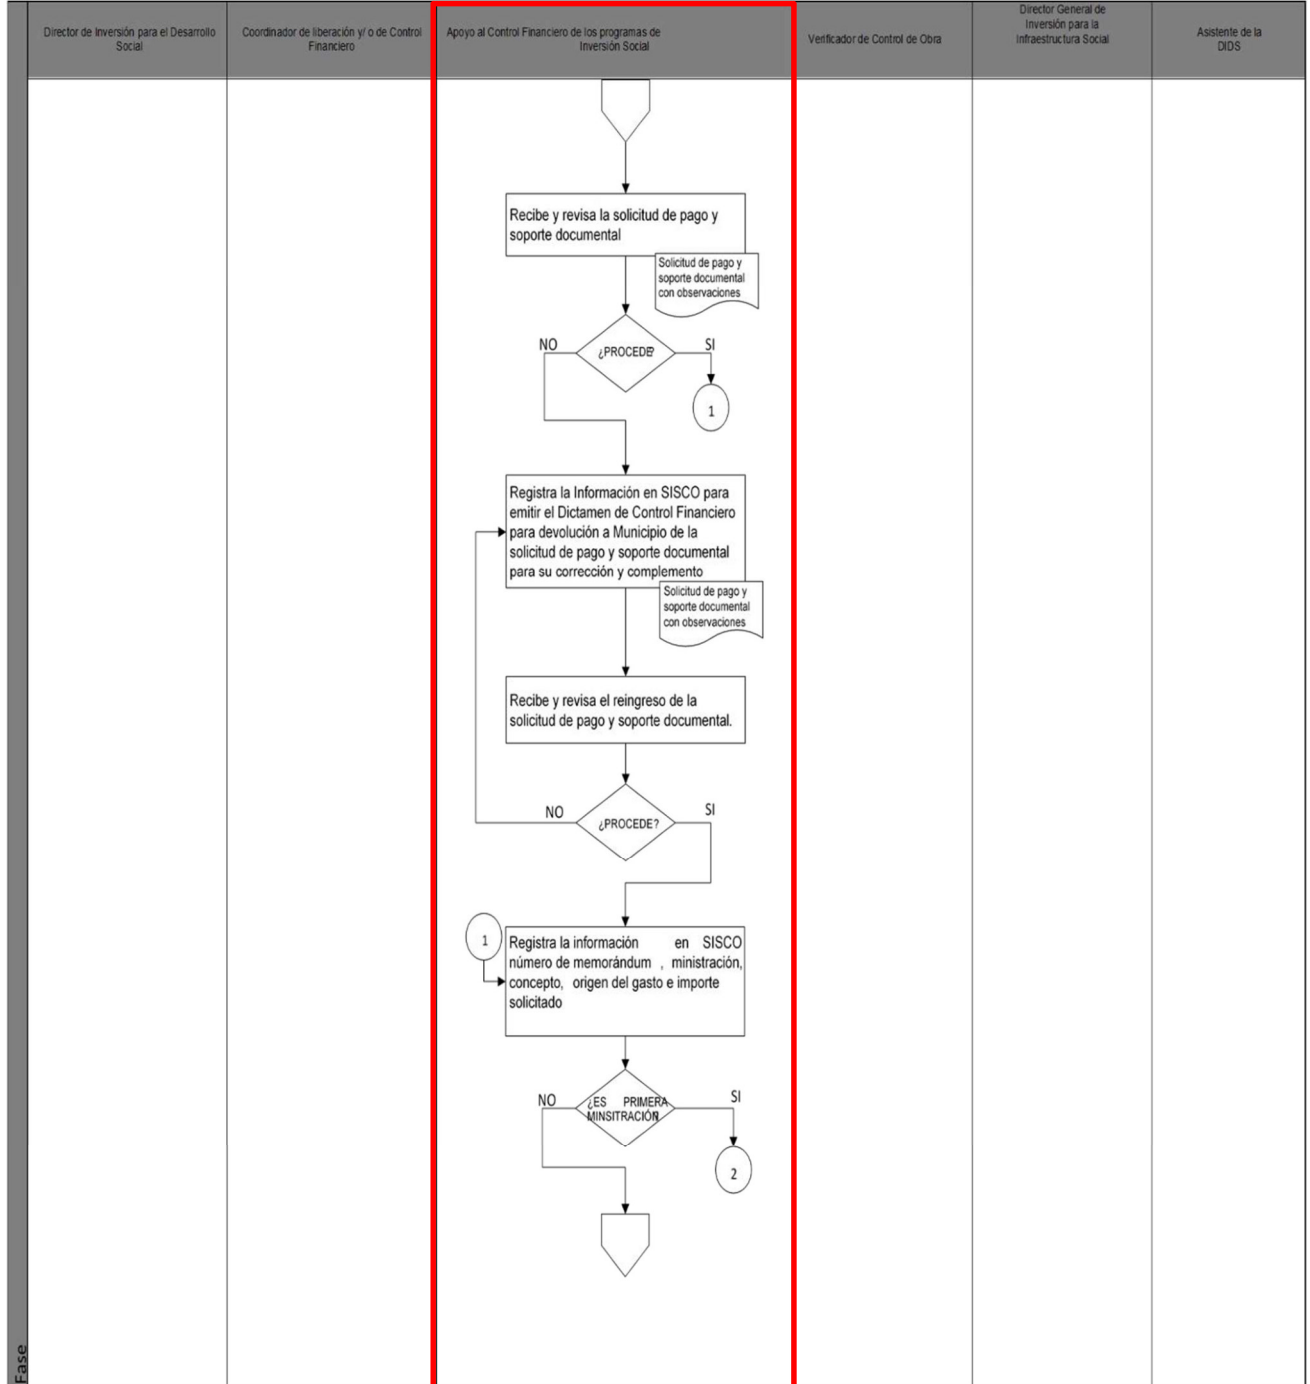 Director de Inversión para el Desarrollo
Social
Coordinador de liberación y/ o de Control
Financiero
Apoyo al Control Financiero de los programas de
Inversión Social
Verificador de Control de Obra
Director General de
Inversión para la
Infraestructura Social
Asistente de la
DIDS
Recibe y revisa la solicitud de pago y
soporte documental
Solicitud de pago y
soporte documental
con observaciones
NO
¿PROCEDE?
SI
1
Registra la Información en SISCO para
emitir el Dictamen de Control Financiero
para devolución a Municipio de la
solicitud de pago y soporte documental
para su corrección y complemento
Solicitud de pago y
soporte documental
con observaciones
Recibe y revisa el reingreso de la
solicitud de pago y soporte documental.
NO
¿PROCEDE?
SI
1
Registra la información en SISCO
número de memorándum , ministración,
concepto, origen del gasto e importe
solicitado
NO
¿ES PRIMERA
MINSITRACIÓN
SI
2
Fase